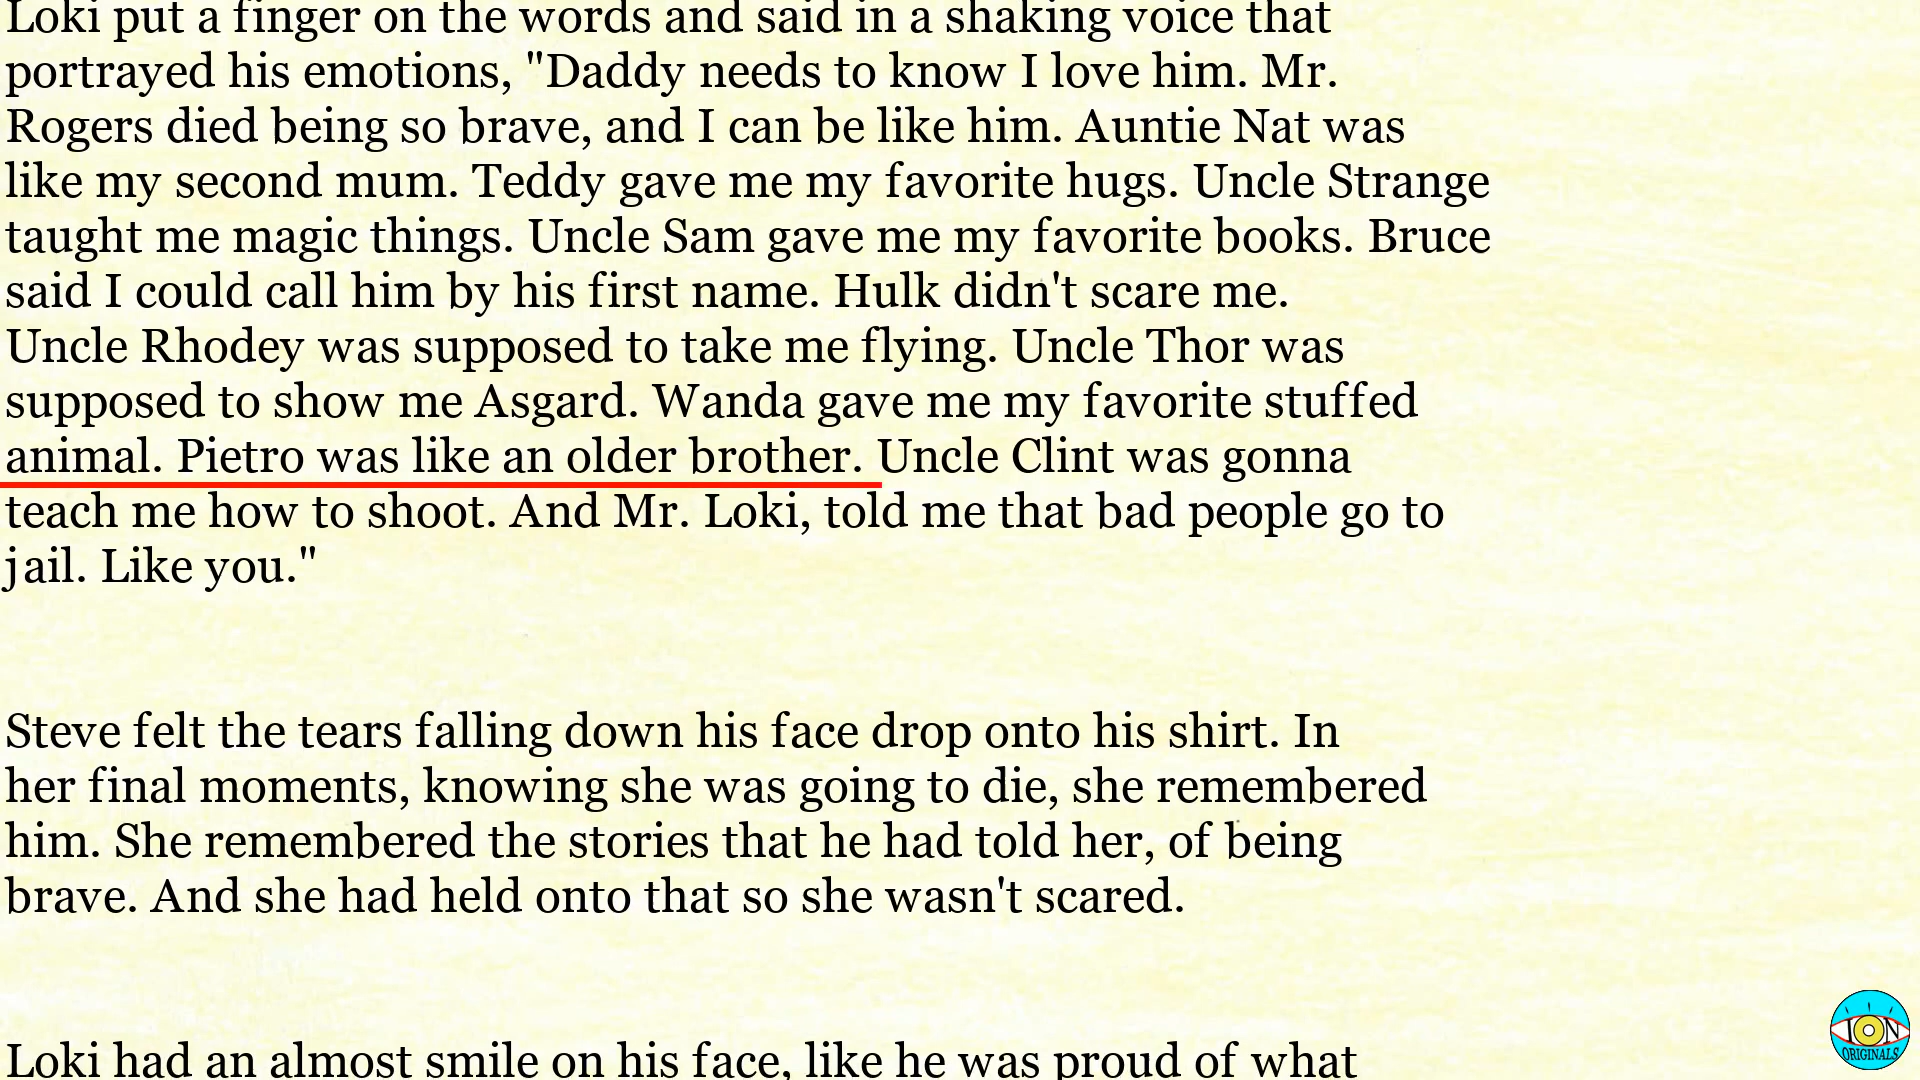 Loki put a finger on the words and said in a shaking voice that
portrayed his emotions, "Daddy needs to know I love him. Mr.
Rogers died being so brave, and I can be like him. Auntie Nat was
like my second mum. Teddy gave me my favorite hugs. Uncle Strange
taught me magic things. Uncle Sam gave me my favorite books. Bruce
said I could call him by his first name. Hulk didn't scare me.
Uncle Rhodey was supposed to take me flying. Uncle Thor was
supposed to show me Asgard. Wanda gave me my favorite stuffed
animal. Pietro was like an older brother. Uncle Clint was gonna
teach me how to shoot. And Mr. Loki, told me that bad people go to
jail. Like you."
Steve felt the tears falling down his face drop onto his shirt. In
her final moments, knowing she was going to die, she remembered
him. She remembered the stories that he had told her, of being
brave. And she had held onto that so she wasn't scared.
Loki had an almost smile on his face, like he was proud of what
ION
ORIGINALS